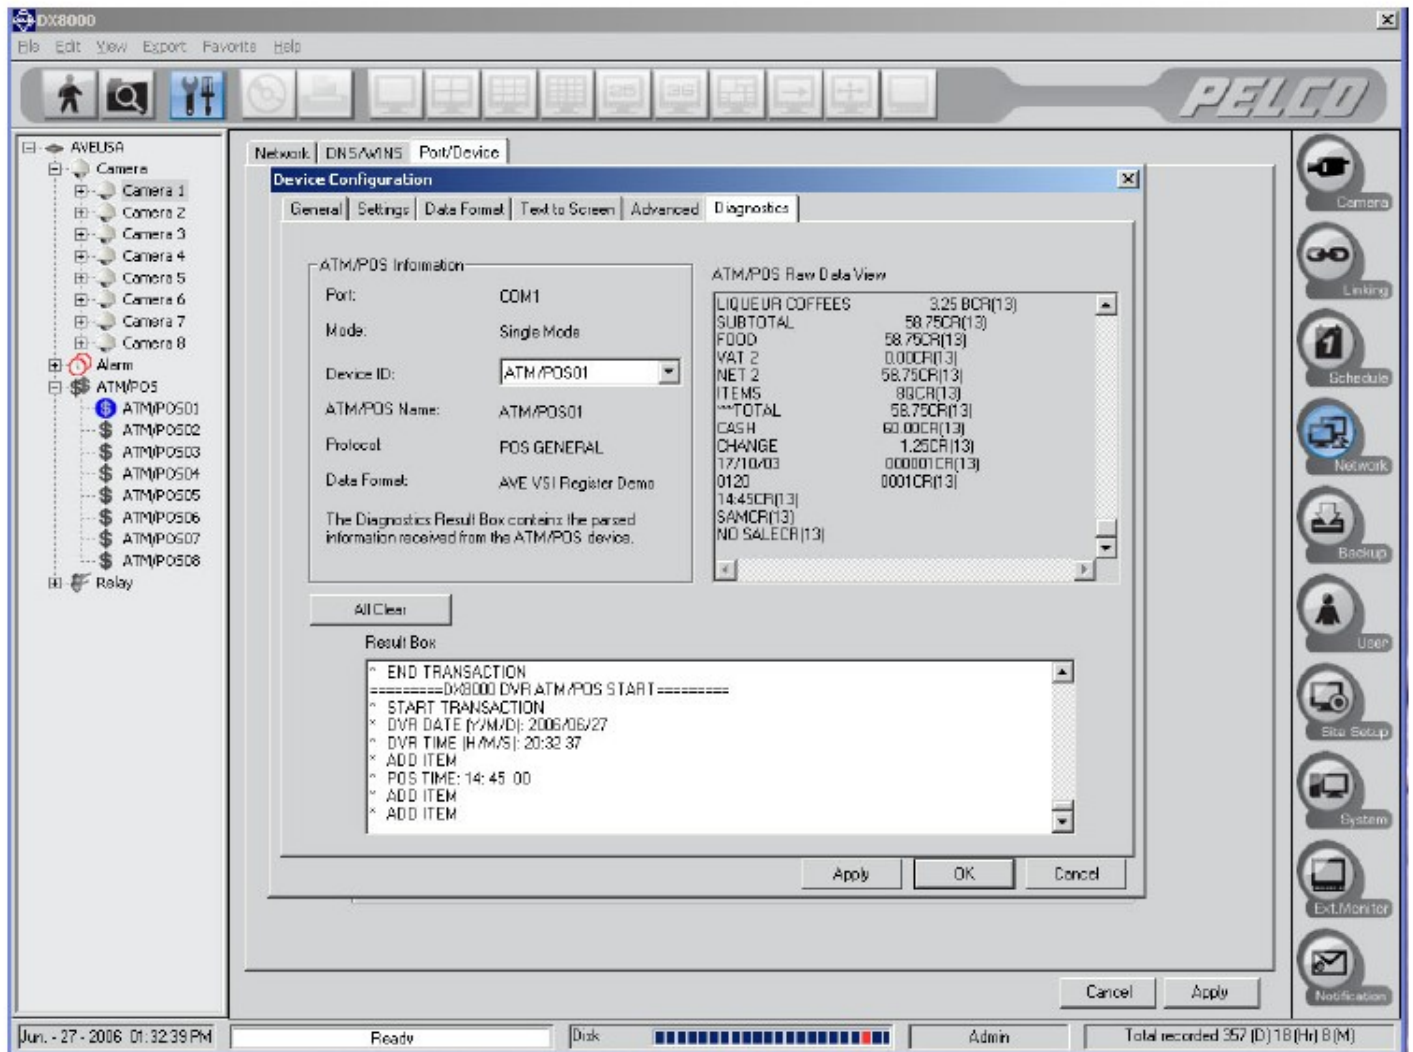 DX8000
File Edit View Export Favorite Help
PELCO
AVEUSA
Camera
Camera 1
Camera 2
Camera 3
Camera 4
Camera 5
Camera 6
Camera 7
Camera 8
Alarm
ATM/POS
ATM/POS01
ATM/POS02
ATM/POS03
ATM/POS04
ATM/POS05
ATM/POS06
ATM/POS07
ATM/POS08
Relay
Network DNS/WINS Port/Device
Device Configuration
General Settings Data Format Text to Screen Advanced Diagnostics
ATM/POS Information
Port: COM1
Mode: Single Mode
Device ID: ATM/POS01
ATM/POS Name: ATM/POS01
Protocol: POS GENERAL
Data Format: AVE VSI Register Demo
The Diagnostics Result Box contains the parsed
information received from the ATM/POS device.
ATM/POS Raw Data View
LIQUEUR COFFEES 3.25 BCR(13)
SUBTOTAL 58.75CR(13)
FOOD 58.75CR(13)
VAT 2 0.00CR(13)
NET 2 58.75CR(13)
ITEMS 8QCR(13)
***TOTAL 58.75CR(13)
CASH 60.00CR(13)
CHANGE 1.25CR(13)
17/10/03 000001CR(13)
0120 0001CR(13)
14:45CR(13)
SAMCR(13)
NO SALECR(13)
All Clear
Result Box
* END TRANSACTION
=========DX8000 DVR ATM/POS START=========
* START TRANSACTION
* DVR DATE (Y/M/D): 2006/06/27
* DVR TIME (H/M/S): 20:32:37
* ADD ITEM
* POS TIME: 14: 45: 00
* ADD ITEM
* ADD ITEM
Apply OK Cancel
Cancel Apply
Camera
Linking
Schedule
Network
Backup
User
Site Setup
System
Ext.Monitor
Notification
Jun. - 27 - 2006 01:32:39 PM Ready Disk Admin Total recorded 357 (D) 18 (Hr) 8 (M)